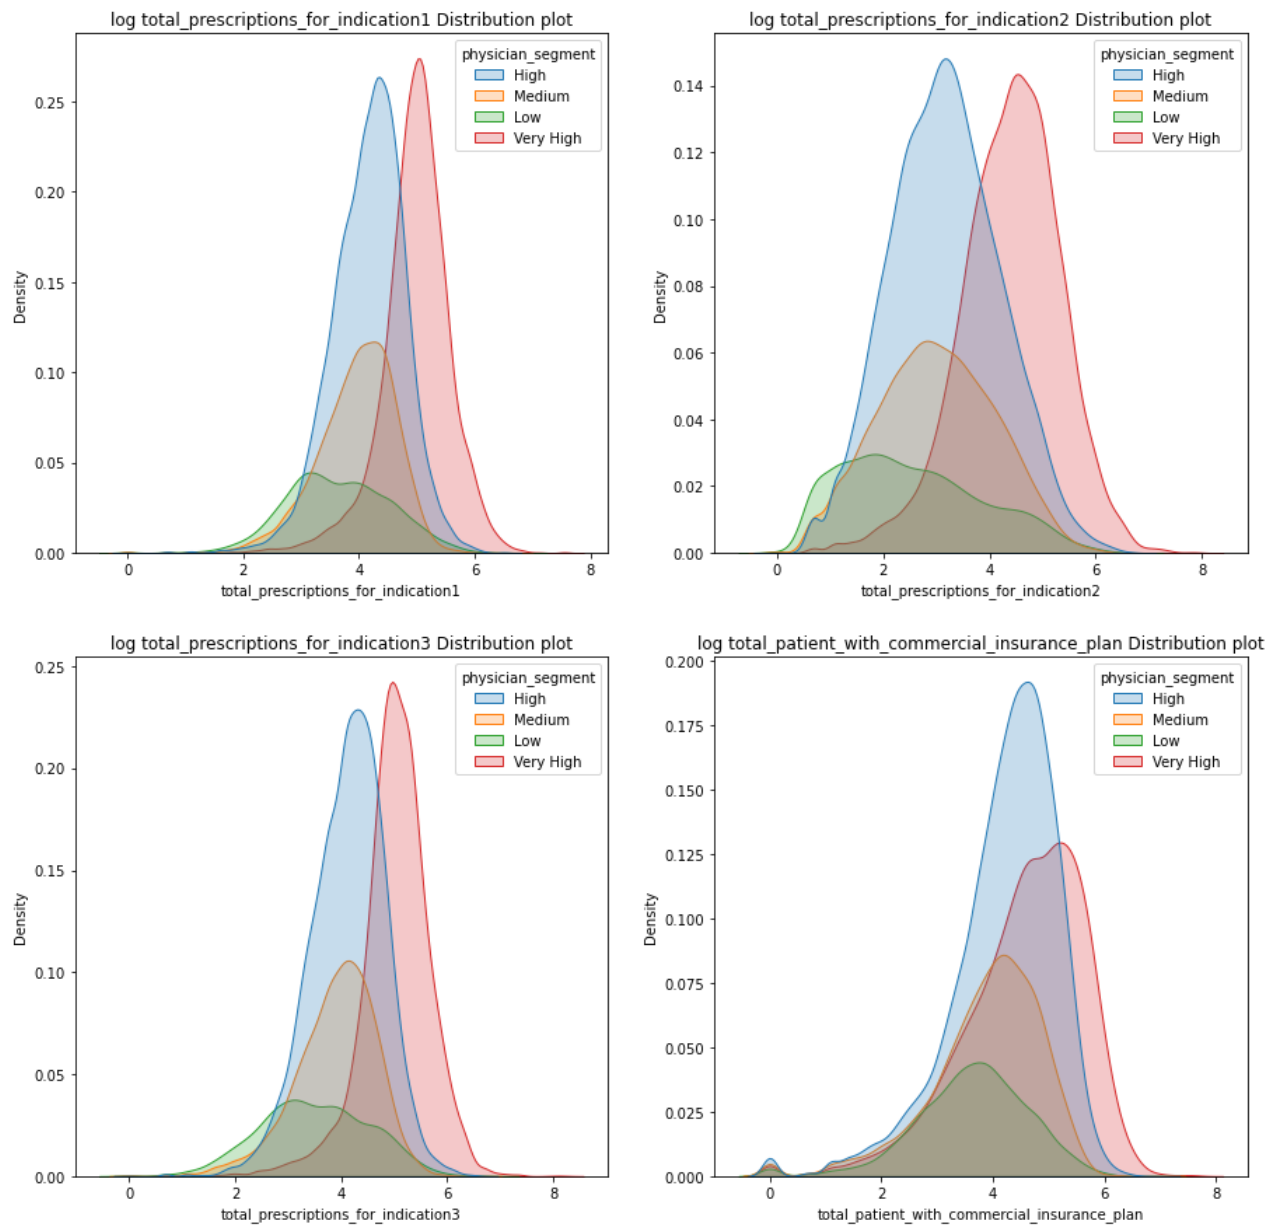 log total_prescriptions_for_indication1 Distribution plot
physician_segment
High
Medium
Low
Very High
0.25
0.20
0.15
0.10
0.05
0.00
Density
0 2 4 6 8
total_prescriptions_for_indication1
log total_prescriptions_for_indication2 Distribution plot
physician_segment
High
Medium
Low
Very High
0.14
0.12
0.10
0.08
0.06
0.04
0.02
0.00
Density
0 2 4 6 8
total_prescriptions_for_indication2
log total_prescriptions_for_indication3 Distribution plot
physician_segment
High
Medium
Low
Very High
0.25
0.20
0.15
0.10
0.05
0.00
Density
0 2 4 6 8
total_prescriptions_for_indication3
log total_patient_with_commercial_insurance_plan Distribution plot
physician_segment
High
Medium
Low
Very High
0.200
0.175
0.150
0.125
0.100
0.075
0.050
0.025
0.000
Density
0 2 4 6 8
total_patient_with_commercial_insurance_plan